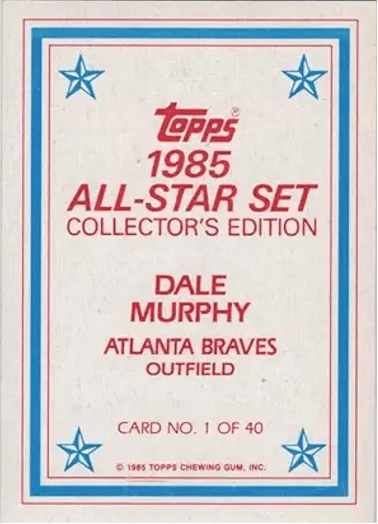 Topps®
1985
ALL-STAR SET
COLLECTOR'S EDITION
DALE
MURPHY
ATLANTA BRAVES
OUTFIELD
CARD NO. 1 OF 40
© 1985 TOPPS CHEWING GUM, INC.